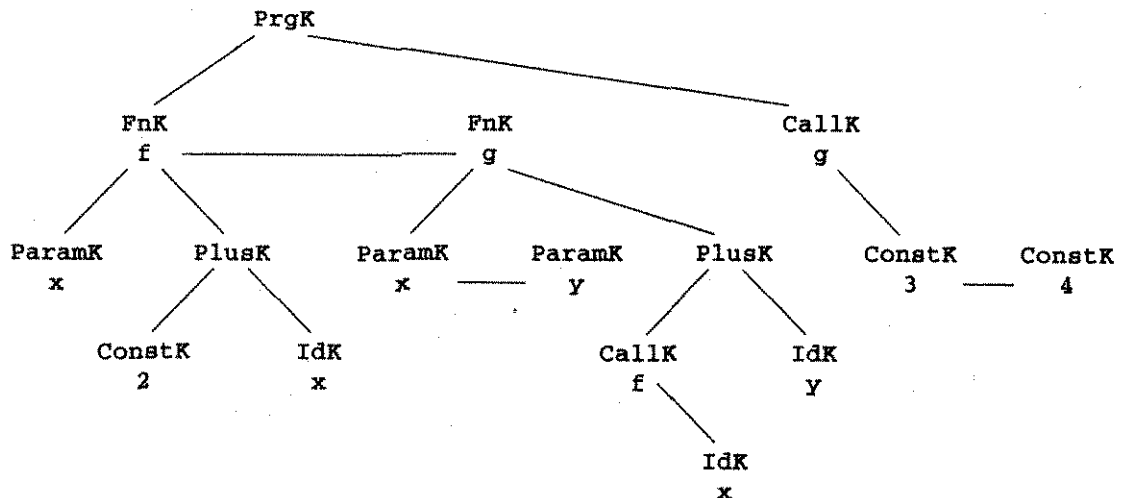 PrgK
FnK FnK CallK
f g g
ParamK PlusK ParamK ParamK PlusK ConstK ConstK
x x y 3 4
ConstK IdK CallK IdK
2 x f y
IdK
x